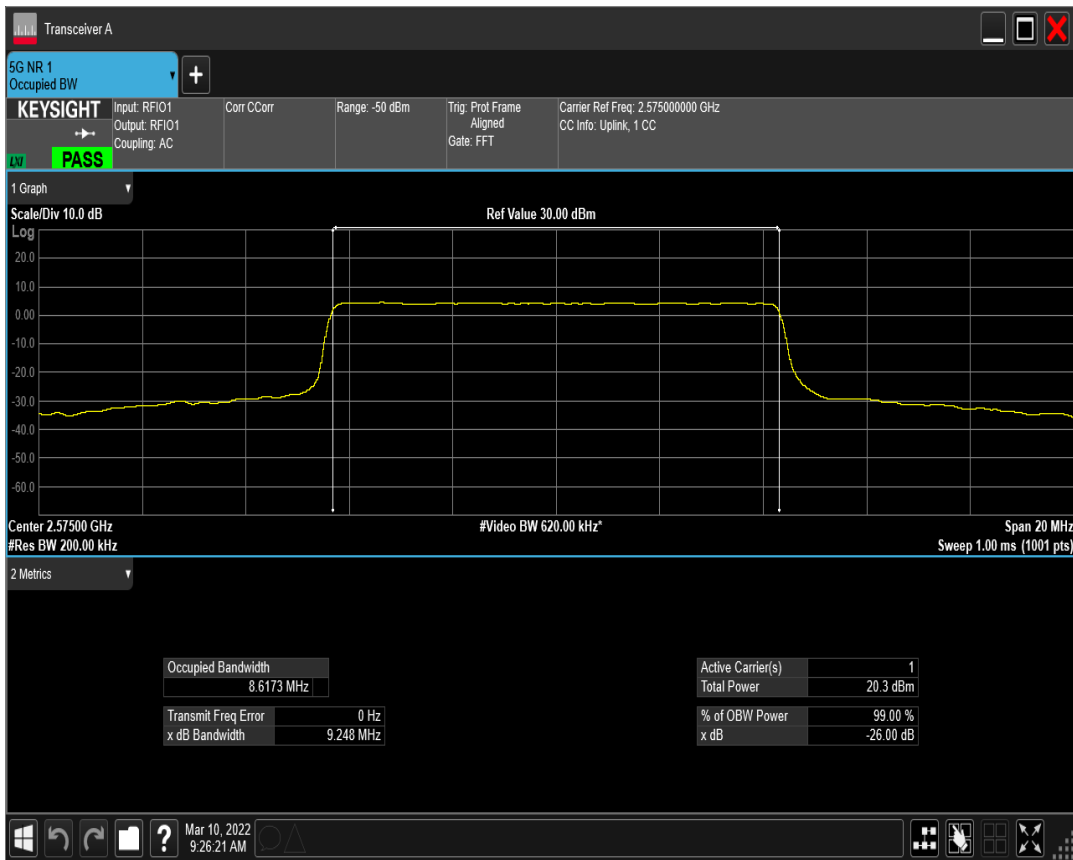 Transceiver A
5G NR 1
Occupied BW
+
KEYSIGHT
LXI
PASS
Input: RFIO1
Output: RFIO1
Coupling: AC
Corr CCorr
Range: -50 dBm
Trig: Prot Frame
Aligned
Gate: FFT
Carrier Ref Freq: 2.575000000 GHz
CC Info: Uplink, 1 CC
1 Graph
Scale/Div 10.0 dB
Ref Value 30.00 dBm
Log
20.0
10.0
0.00
-10.0
-20.0
-30.0
-40.0
-50.0
-60.0
Center 2.57500 GHz
#Video BW 620.00 kHz*
Span 20 MHz
#Res BW 200.00 kHz
Sweep 1.00 ms (1001 pts)
2 Metrics
Occupied Bandwidth
8.6173 MHz
Transmit Freq Error 0 Hz
x dB Bandwidth 9.248 MHz
Active Carrier(s) 1
Total Power 20.3 dBm
% of OBW Power 99.00 %
x dB -26.00 dB
?
Mar 10, 2022
9:26:21 AM